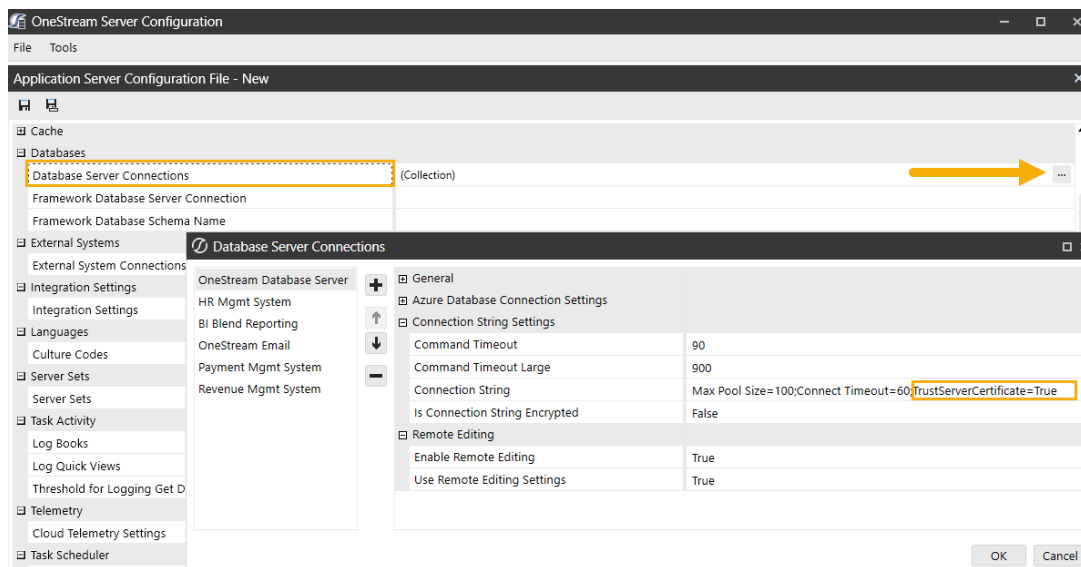 OneStream Server Configuration
File Tools
Application Server Configuration File - New
Cache
Databases
Database Server Connections
(Collection)
...
Framework Database Server Connection
Framework Database Schema Name
External Systems
External System Connections
Integration Settings
Integration Settings
Languages
Culture Codes
Server Sets
Server Sets
Task Activity
Log Books
Log Quick Views
Threshold for Logging Get D
Telemetry
Cloud Telemetry Settings
Task Scheduler
Database Server Connections
OneStream Database Server
HR Mgmt System
BI Blend Reporting
OneStream Email
Payment Mgmt System
Revenue Mgmt System
General
Azure Database Connection Settings
Connection String Settings
Command Timeout 90
Command Timeout Large 900
Connection String Max Pool Size=100;Connect Timeout=60;TrustServerCertificate=True
Is Connection String Encrypted False
Remote Editing
Enable Remote Editing True
Use Remote Editing Settings True
OK Cancel